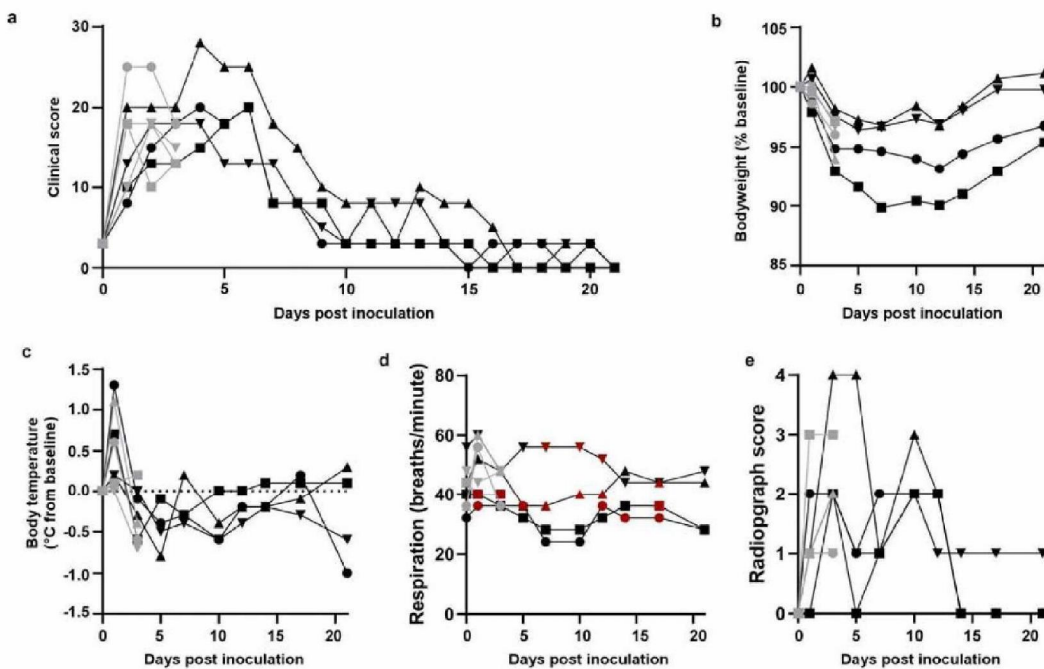 a
30
20
10
0
Clinical score
0 5 10 15 20
Days post inoculation
b
105
100
95
90
85
Bodyweight (% baseline)
0 5 10 15 20
Days post inoculation
c
1.5
1.0
0.5
0.0
-0.5
-1.0
-1.5
Body temperature
(°C from baseline)
0 5 10 15 20
Days post inoculation
d
80
60
40
20
0
Respiration (breaths/minute)
0 5 10 15 20
Days post inoculation
e
4
3
2
1
0
Radiopgraph score
0 5 10 15 20
Days post inoculation